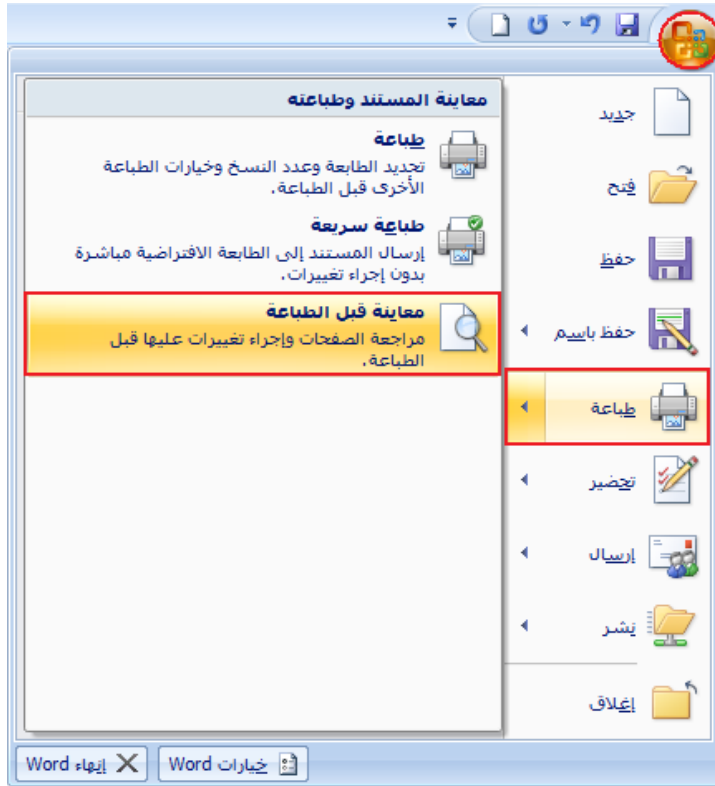 جديد
فتح
حفظ
حفظ باسم
طباعة
تحضير
إرسال
نشر
إغلاق
معاينة المستند وطباعته
طباعة
تحديد الطابعة وعدد النسخ وخيارات الطباعة
الأخرى قبل الطباعة.
طباعة سريعة
إرسال المستند إلى الطابعة الافتراضية مباشرة
بدون إجراء تغييرات.
معاينة قبل الطباعة
مراجعة الصفحات وإجراء تغييرات عليها قبل
الطباعة.
خيارات Word
إنهاء Word